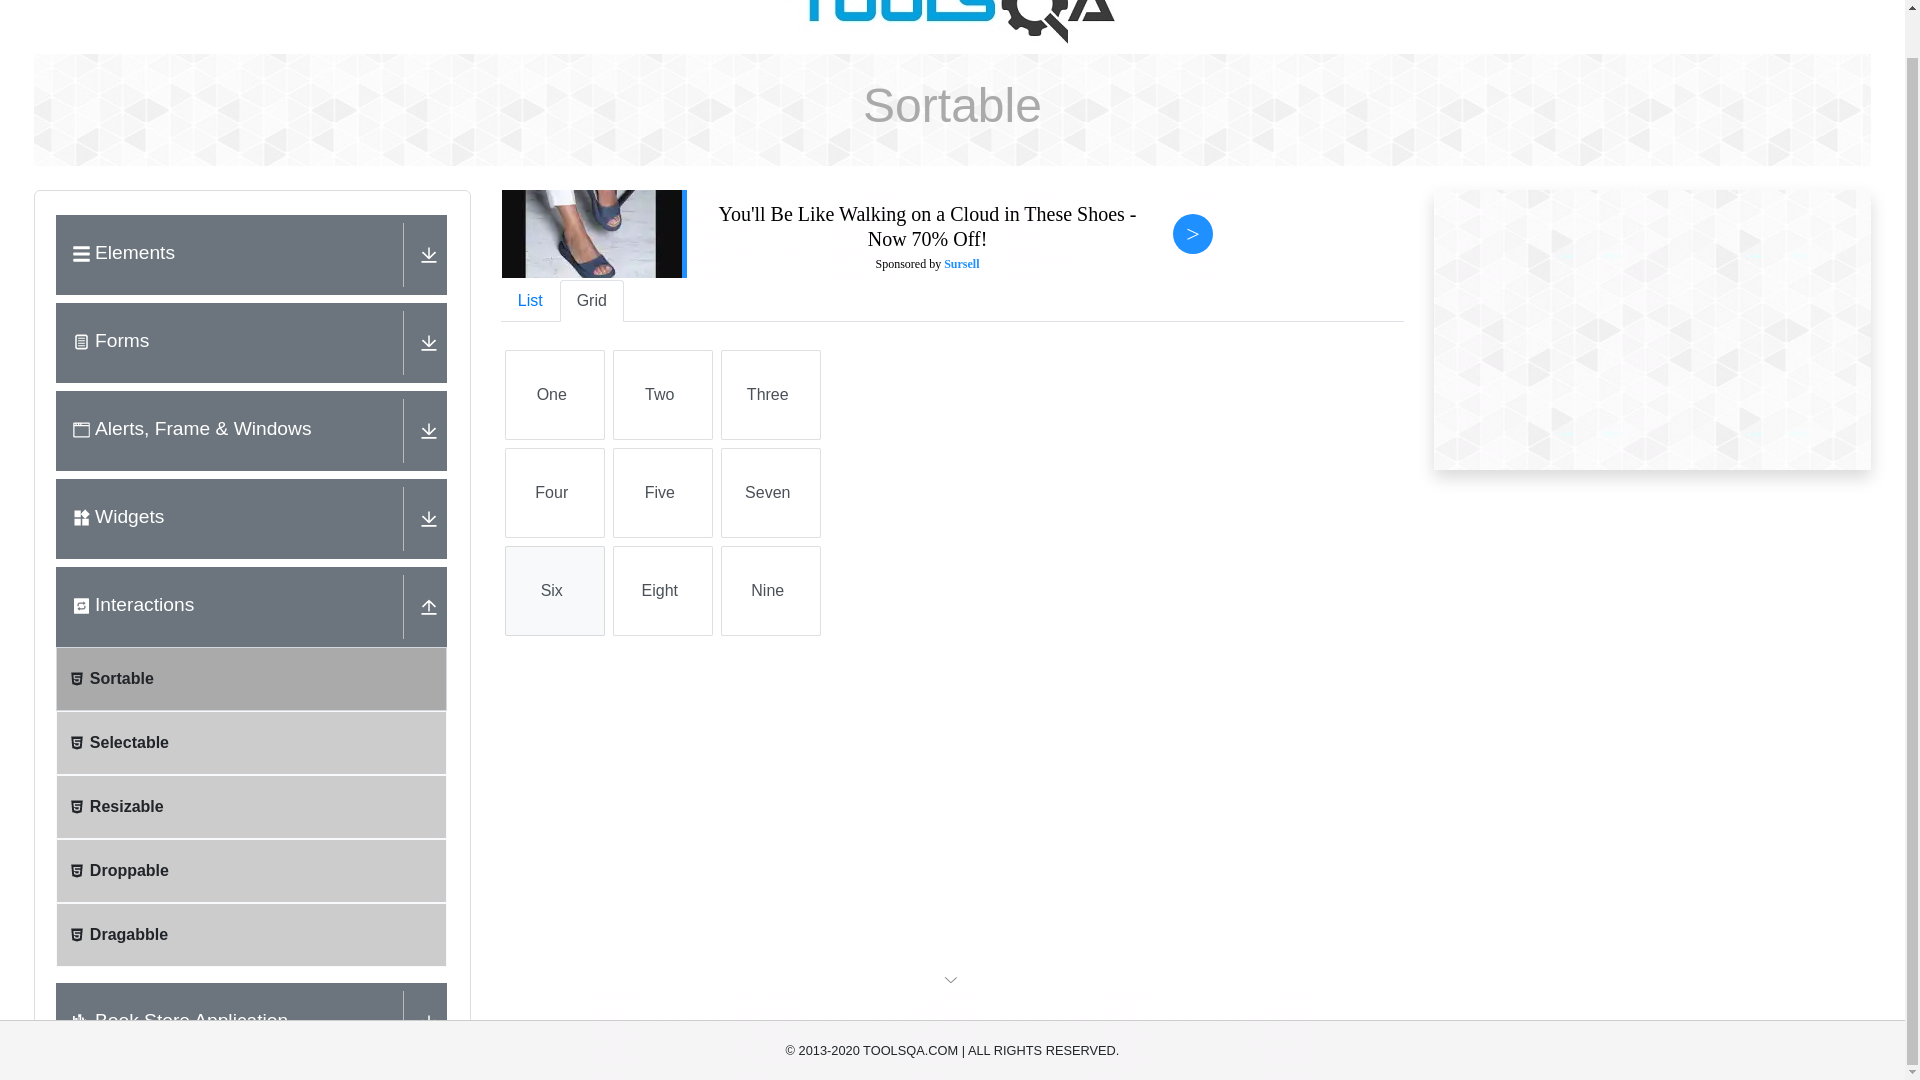 TOOLSQA
Sortable
Elements
Forms
Alerts, Frame & Windows
Widgets
Interactions
Sortable
Selectable
Resizable
Droppable
Dragabble
Book Store Application
You'll Be Like Walking on a Cloud in These Shoes -
Now 70% Off!
Sponsored by Sursell
>
List Grid
One Two Three
Four Five Seven
Six Eight Nine
© 2013-2020 TOOLSQA.COM | ALL RIGHTS RESERVED.